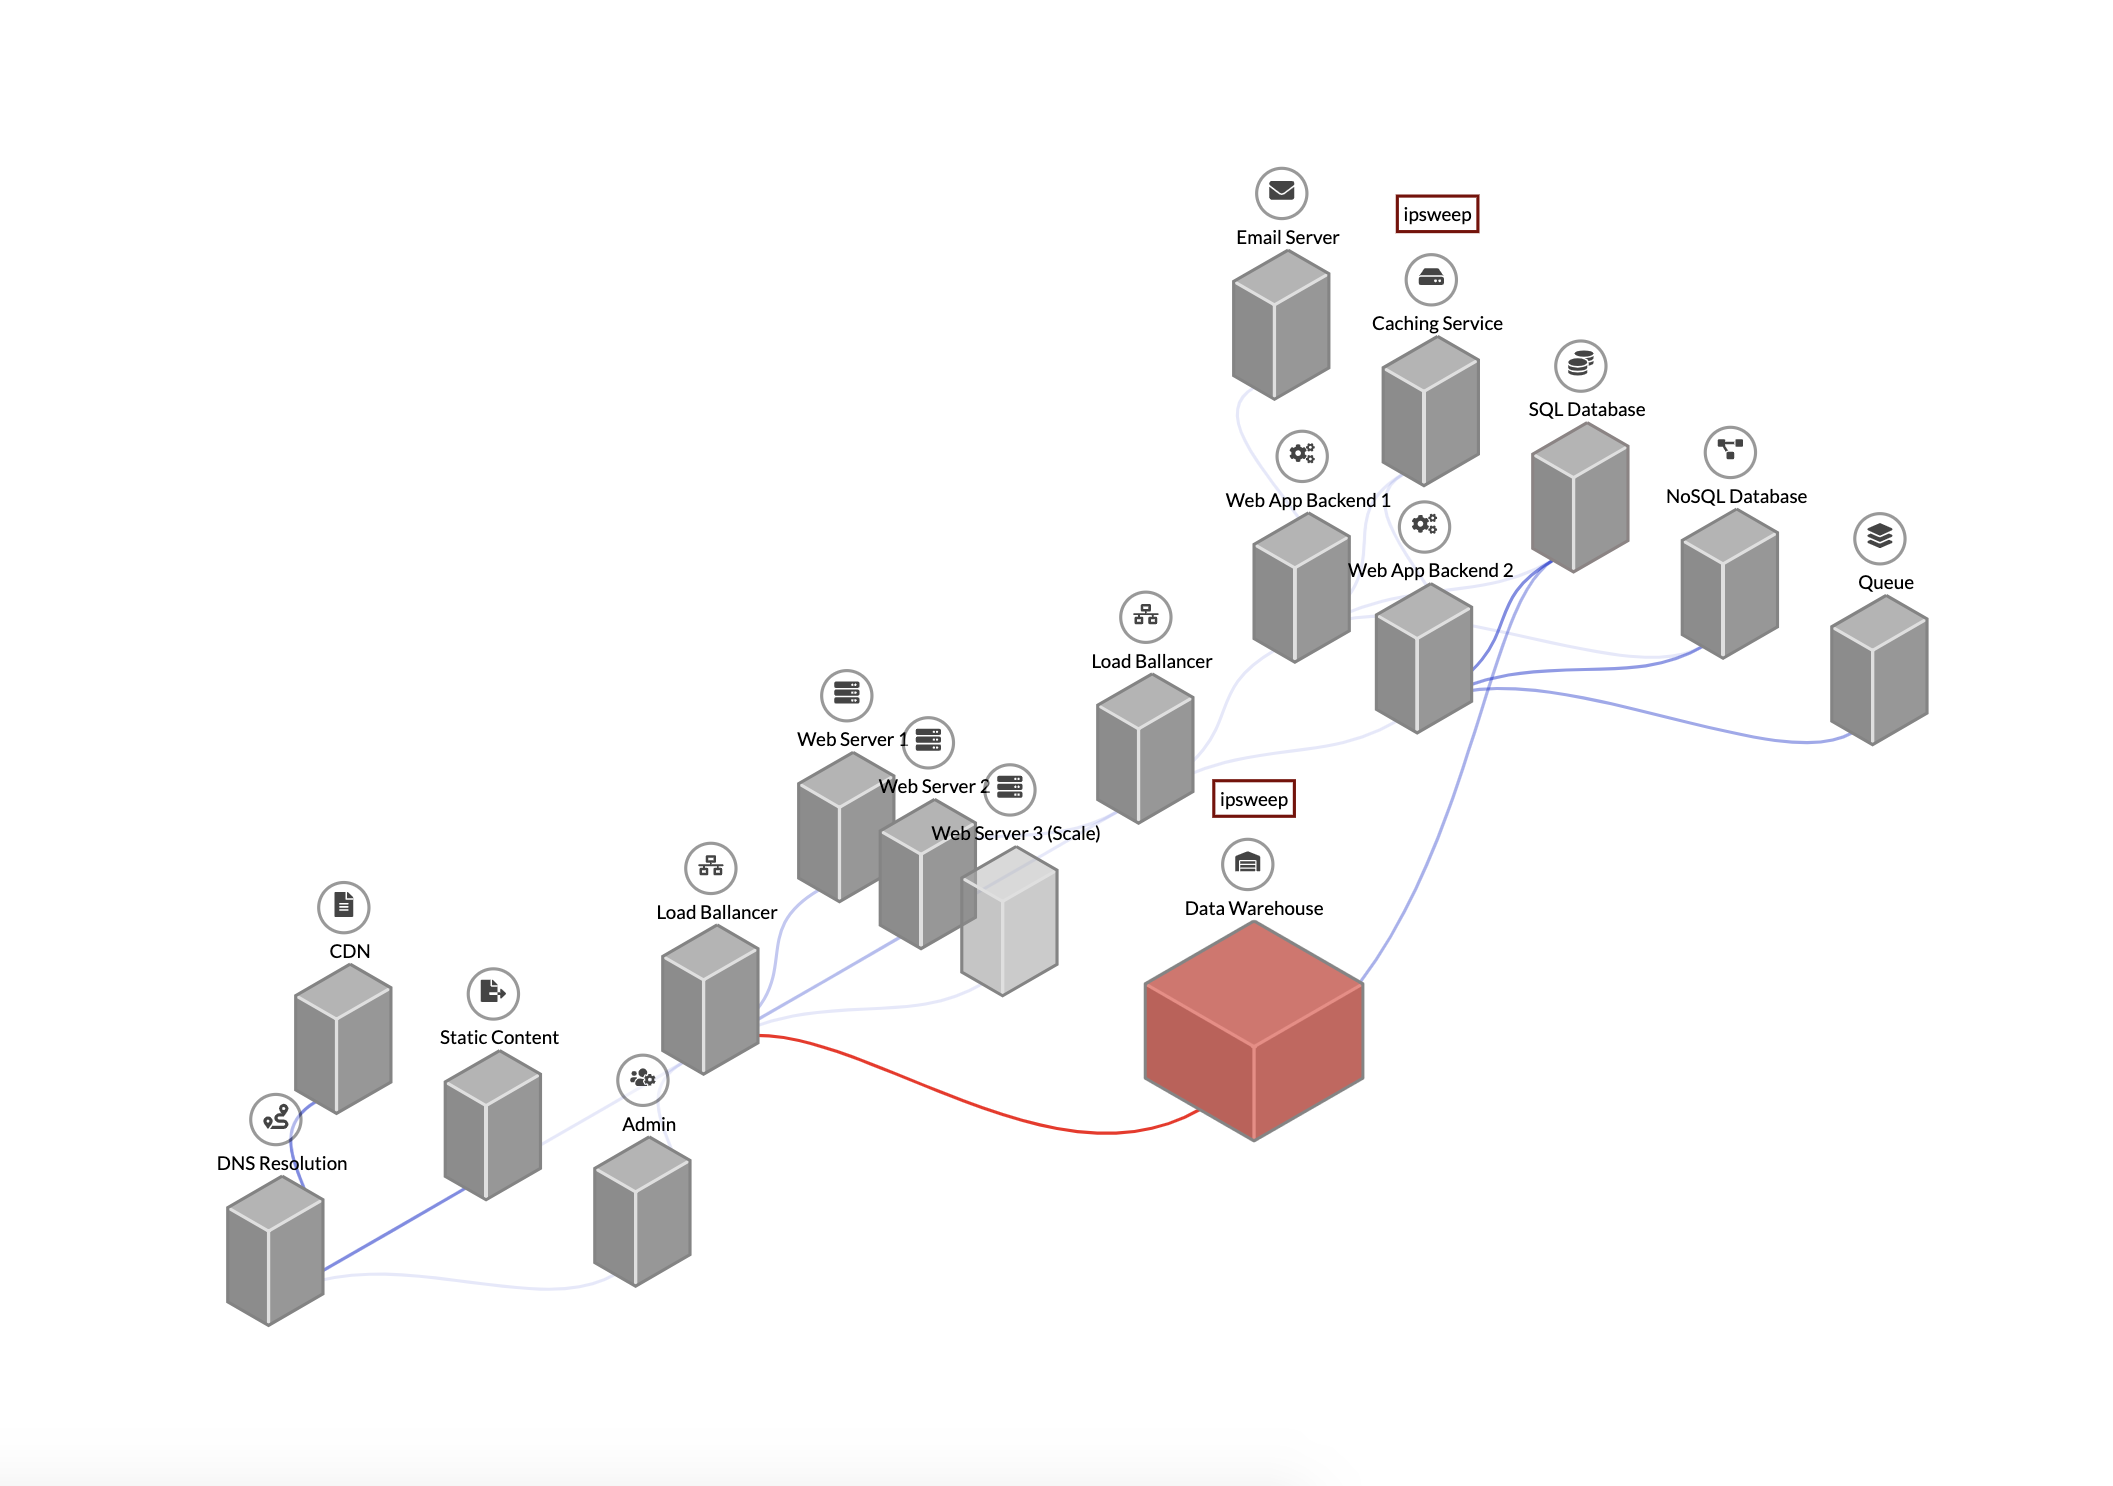 Email Server
ipsweep
Caching Service
SQL Database
Web App Backend 1
NoSQL Database
Web App Backend 2
Queue
Load Ballancer
Web Server 1
Web Server 2
ipsweep
Web Server 3 (Scale)
Data Warehouse
Load Ballancer
CDN
Static Content
Admin
DNS Resolution